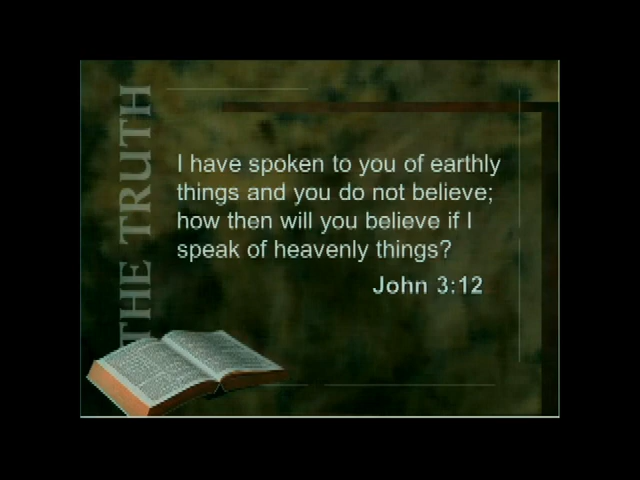 THE TRUTH
I have spoken to you of earthly
things and you do not believe;
how then will you believe if I
speak of heavenly things?
John 3:12